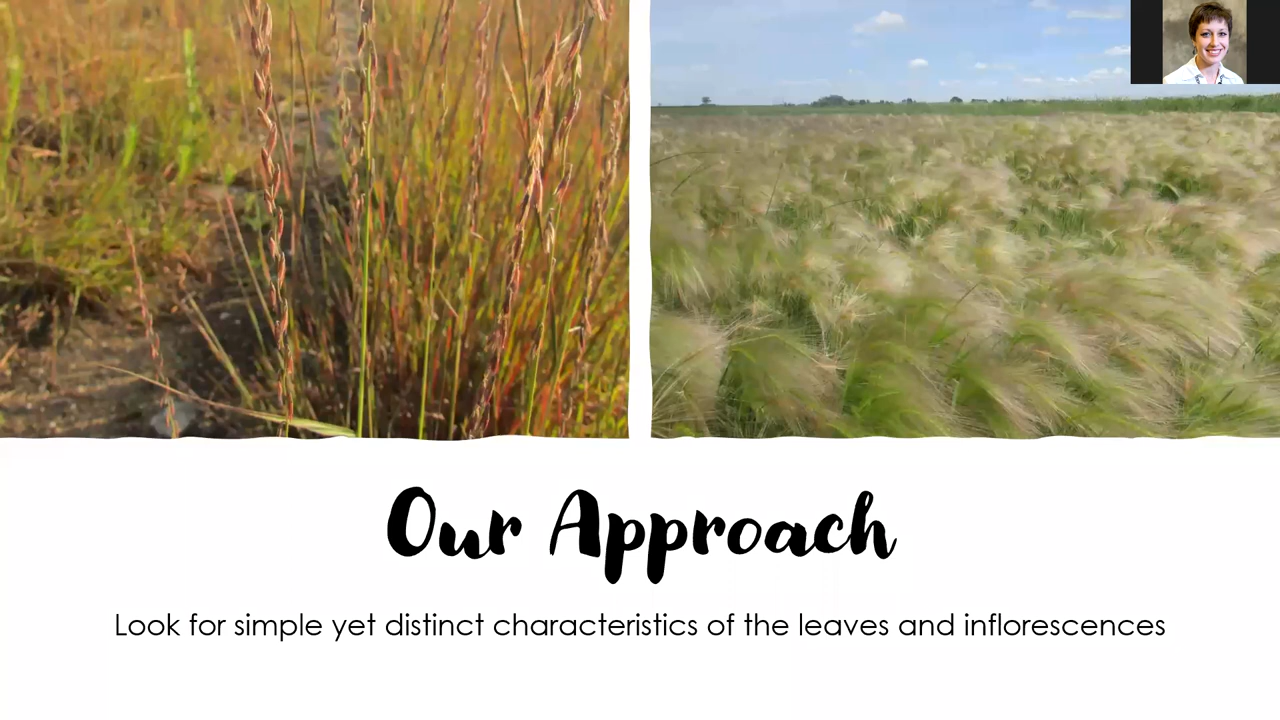 Our Approach
Look for simple yet distinct characteristics of the leaves and inflorescences